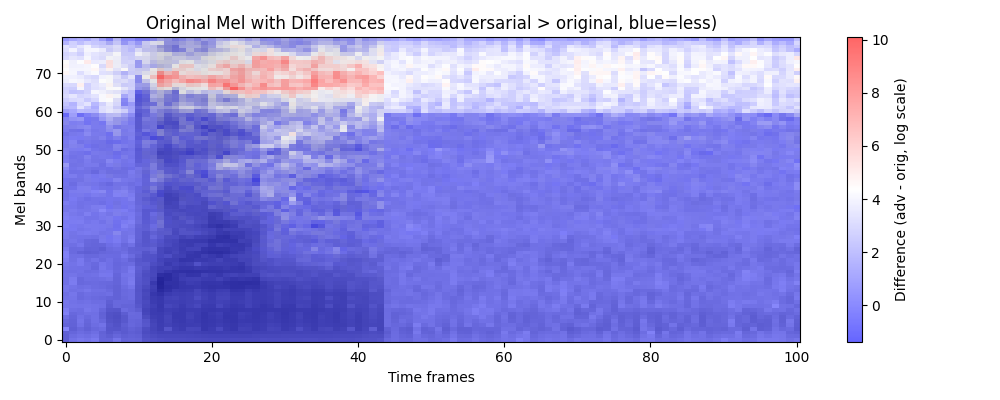 Original Mel with Differences (red=adversarial > original, blue=less)
Mel bands
70
60
50
40
30
20
10
0
0 20 40 60 80 100
Time frames
10
8
6
4
2
0
Difference (adv - orig, log scale)